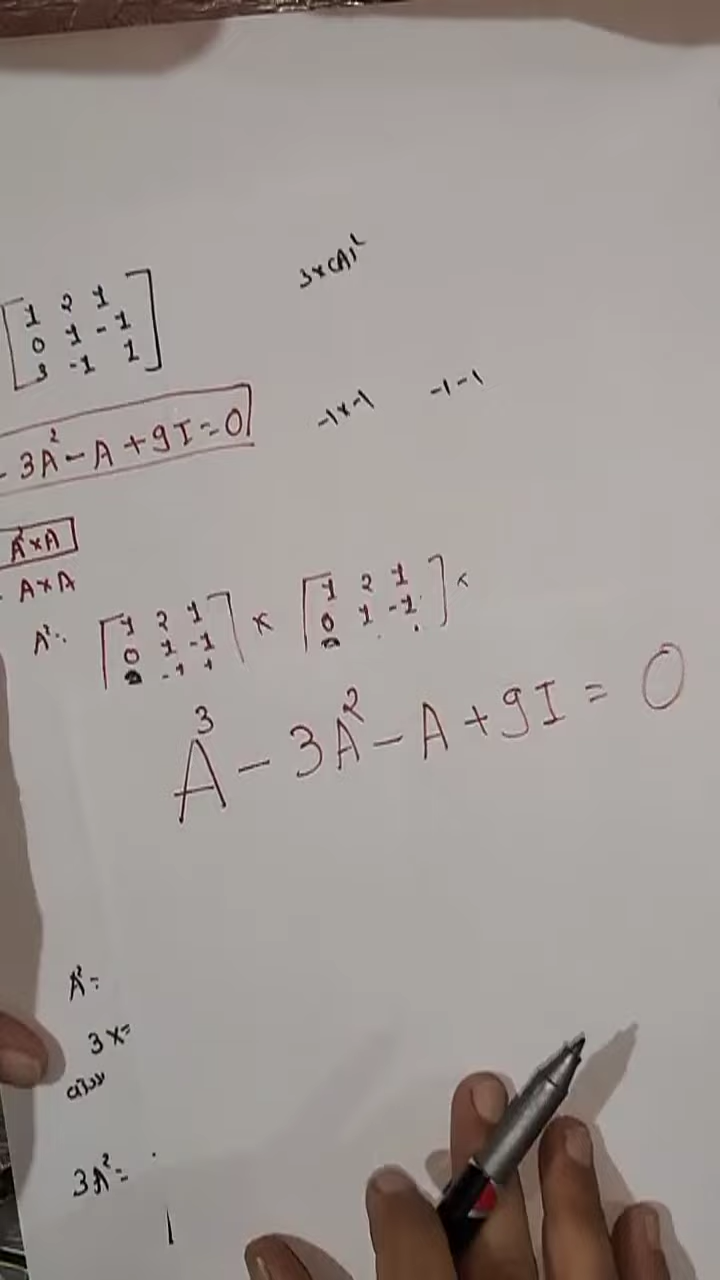 3×(A)²
1 2 1
0 1 -1
3 -1 1
- 3A² - A + 9I = 0
-1×-1 -1-1
A²×A
- A×A
A²: 1 2 1 × 1 2 1 ×
0 1 -1 0 1 -1
-1
A³ - 3A² - A + 9I = 0
A² =
3×=
3A² =